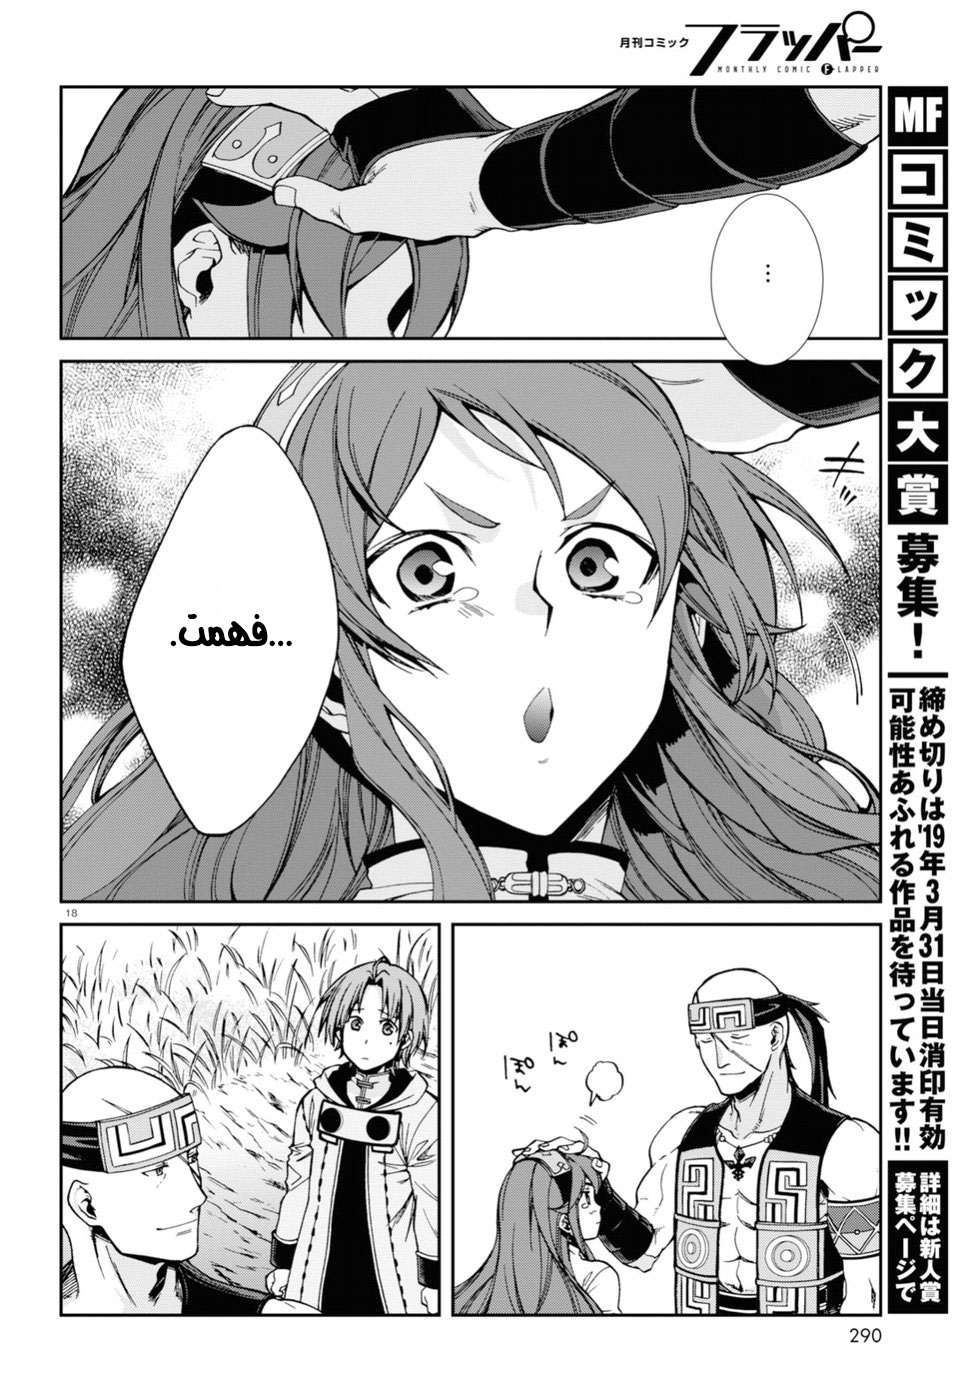 月刊コミック フラッパー
MONTHLY COMIC FLAPPER
MFコミック大賞募集！
締め切りは'19年3月31日当日消印有効
可能性あふれる作品を待っています!!
詳細は新人賞
募集ページで
…
...فهمت.
18
ぽん
ぽん
290